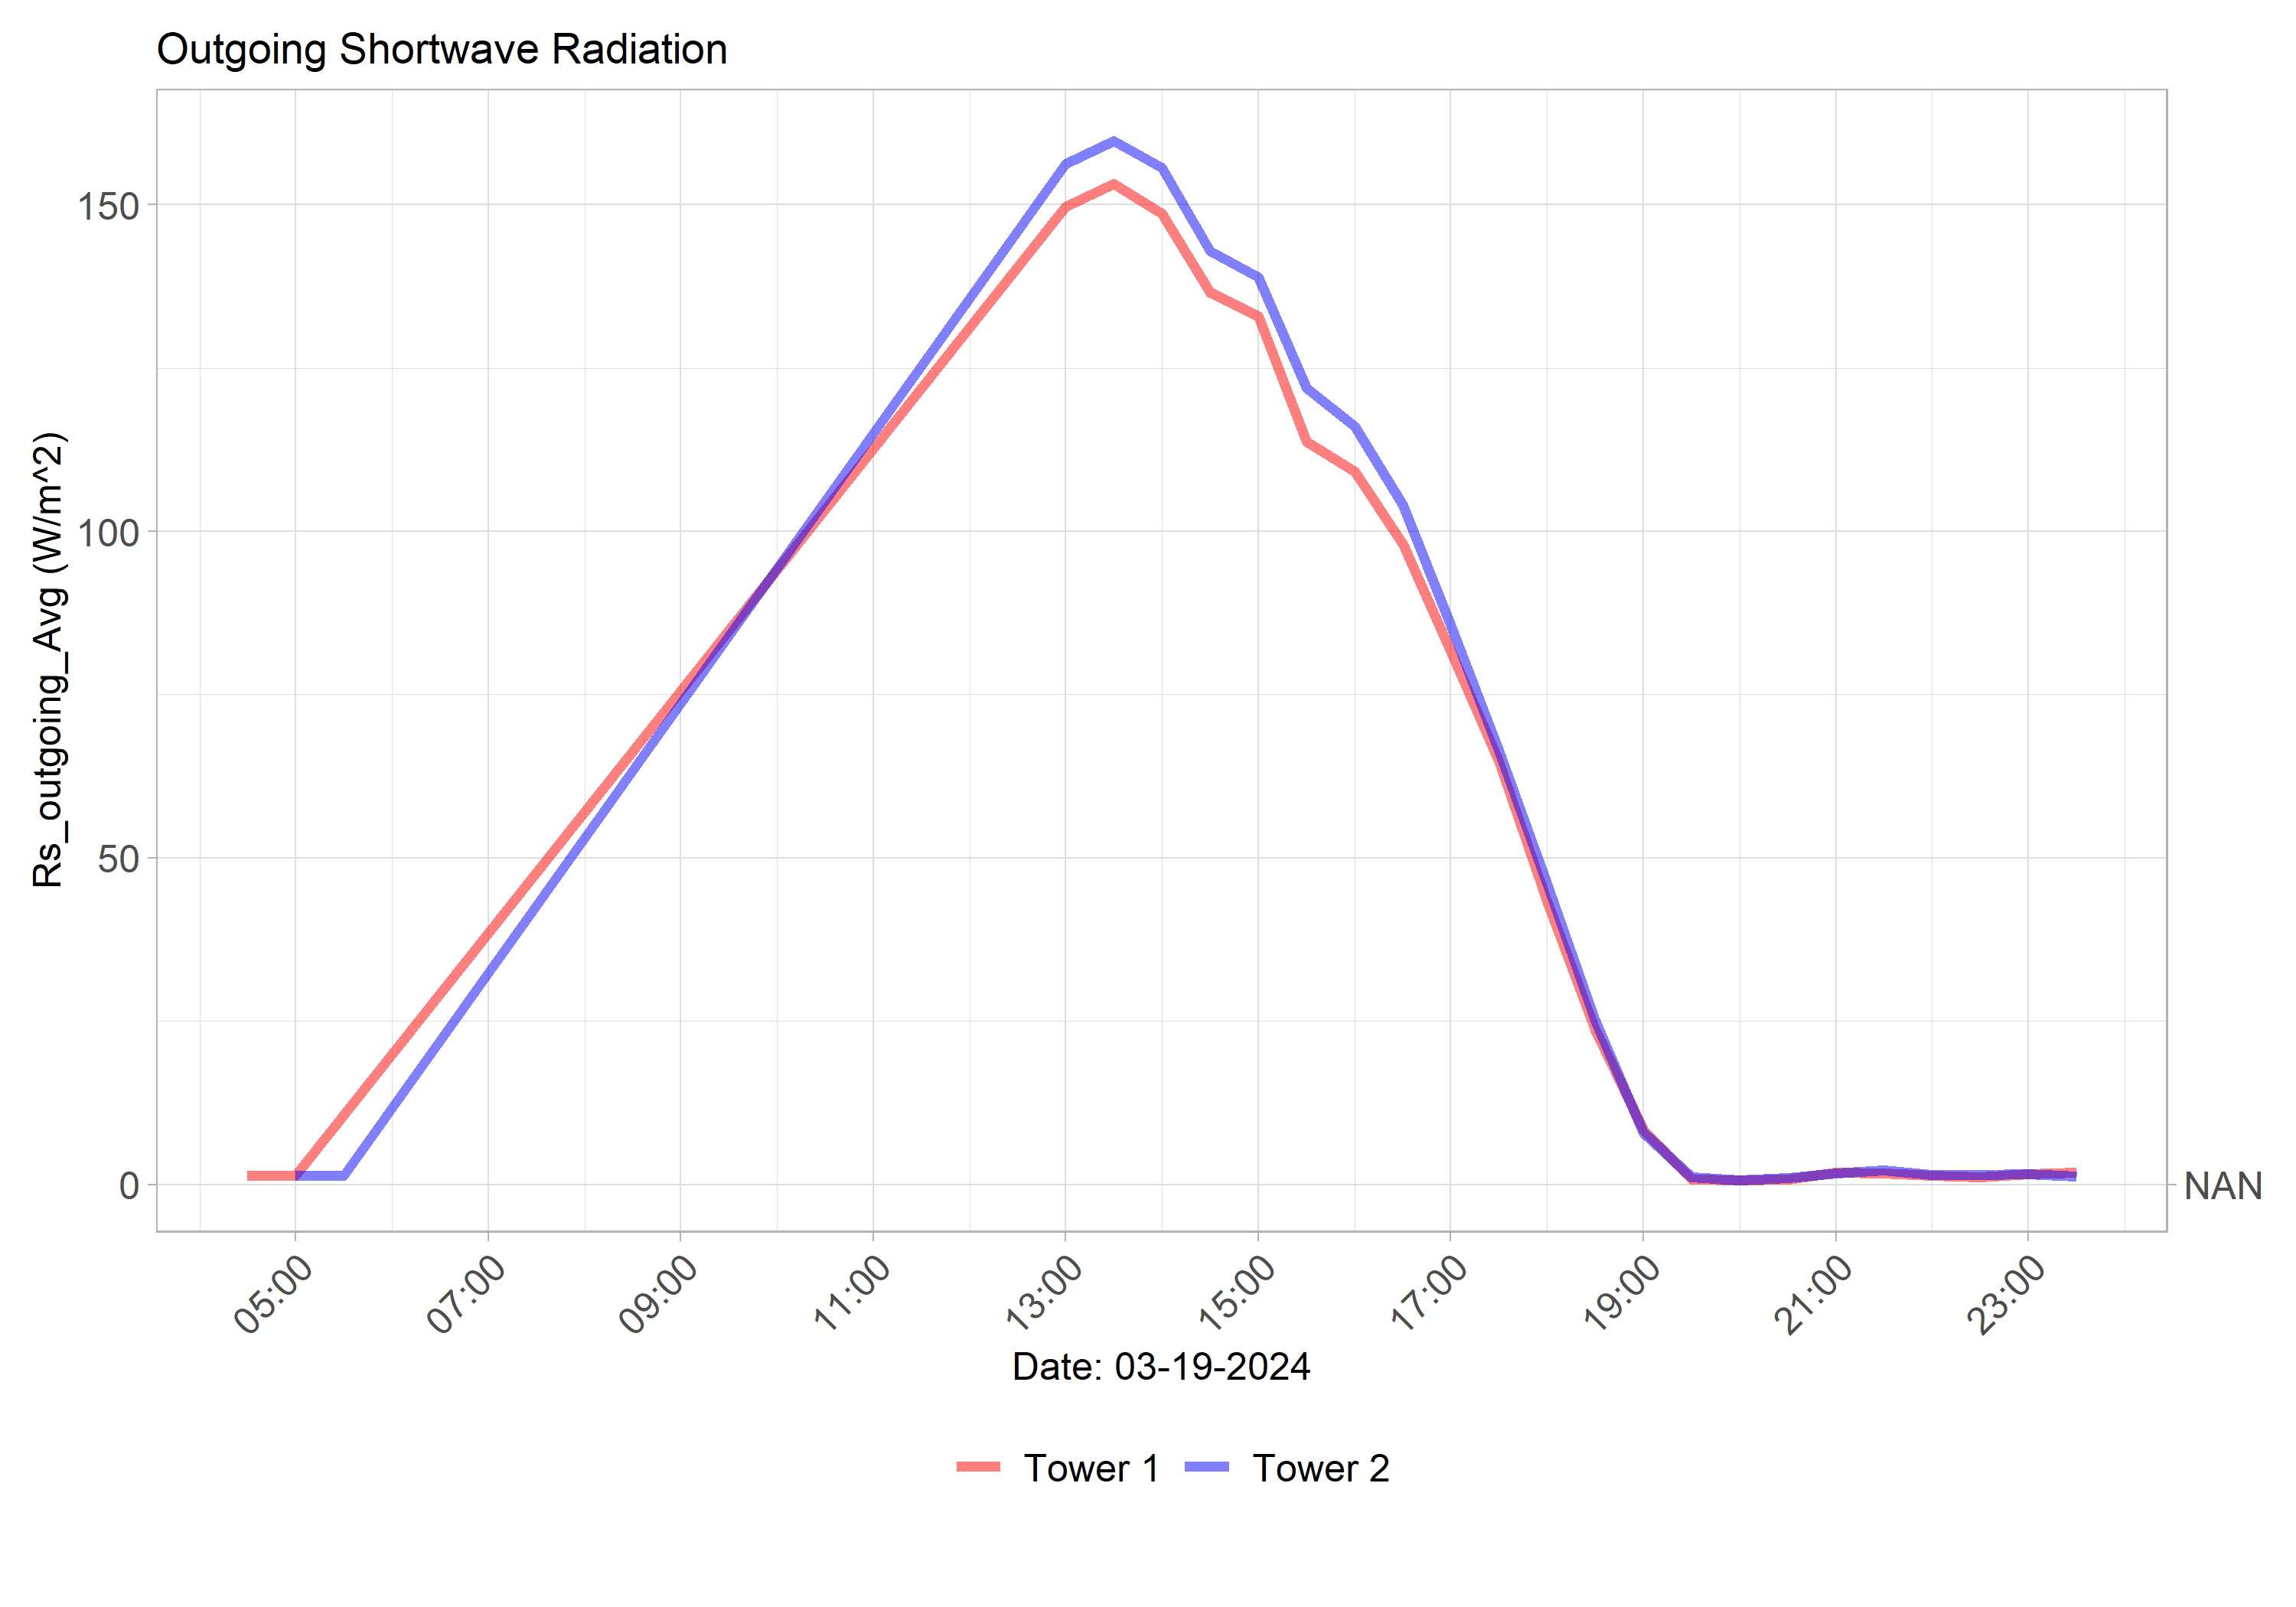 Outgoing Shortwave Radiation
Rs_outgoing_Avg (W/m^2)
150
100
50
0
NAN
05:00
07:00
09:00
11:00
13:00
15:00
17:00
19:00
21:00
23:00
Date: 03-19-2024
Tower 1 Tower 2